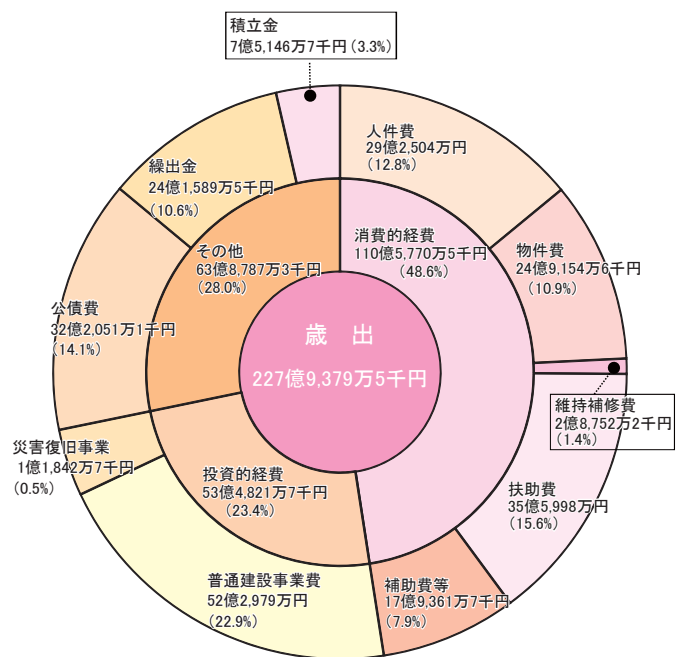 積立金
7億5,146万7千円(3.3%)
人件費
29億2,504万円
(12.8%)
繰出金
24億1,589万5千円
(10.6%)
消費的経費
110億5,770万5千円
(48.6%)
その他
63億8,787万3千円
(28.0%)
物件費
24億9,154万6千円
(10.9%)
公債費
32億2,051万1千円
(14.1%)
歳 出
227億9,379万5千円
維持補修費
2億8,752万2千円
(1.4%)
災害復旧事業
1億1,842万7千円
(0.5%)
投資的経費
53億4,821万7千円
(23.4%)
扶助費
35億5,998万円
(15.6%)
普通建設事業費
52億2,979万円
(22.9%)
補助費等
17億9,361万7千円
(7.9%)